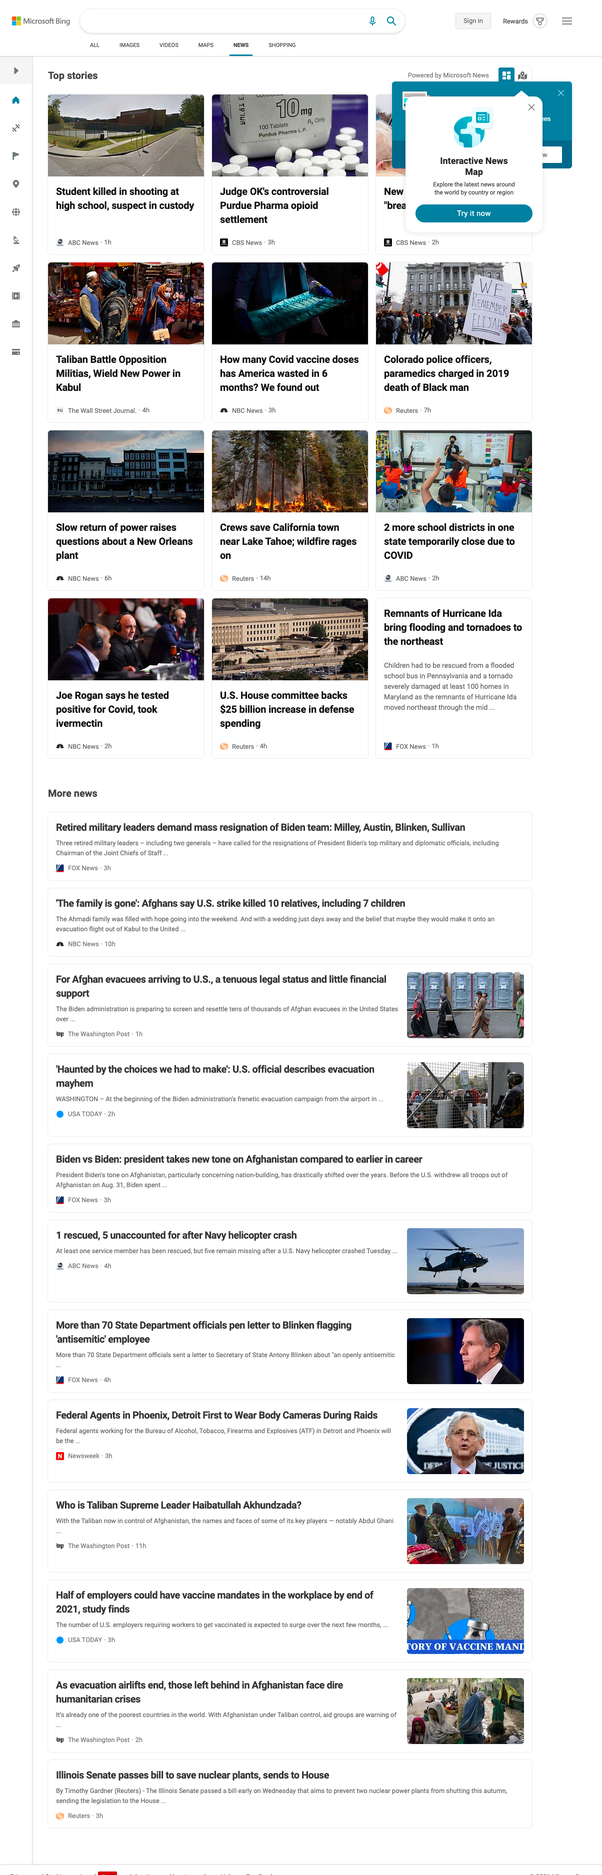 Microsoft Bing
Sign in
Rewards
ALL
IMAGES
VIDEOS
MAPS
NEWS
SHOPPING
Top stories
Powered by Microsoft News
Interactive News
Map
Explore the latest news around
the world by country or region
Try it now
10mg
100 Tablets
Purdue Pharma L.P.
Student killed in shooting at
high school, suspect in custody
ABC News · 1h
Judge OK's controversial
Purdue Pharma opioid
settlement
CBS News · 3h
New
"brea
CBS News · 2h
WE
REMEMBER
ELIJAH
Taliban Battle Opposition
Militias, Wield New Power in
Kabul
The Wall Street Journal. · 4h
How many Covid vaccine doses
has America wasted in 6
months? We found out
NBC News · 3h
Colorado police officers,
paramedics charged in 2019
death of Black man
Reuters · 7h
Slow return of power raises
questions about a New Orleans
plant
NBC News · 6h
Crews save California town
near Lake Tahoe; wildfire rages
on
Reuters · 14h
2 more school districts in one
state temporarily close due to
COVID
ABC News · 2h
Joe Rogan says he tested
positive for Covid, took
ivermectin
NBC News · 2h
U.S. House committee backs
$25 billion increase in defense
spending
Reuters · 4h
Remnants of Hurricane Ida
bring flooding and tornadoes to
the northeast
Children had to be rescued from a flooded
school bus in Pennsylvania and a tornado
severely damaged at least 100 homes in
Maryland as the remnants of Hurricane Ida
moved northeast through the mid ...
FOX News · 1h
More news
Retired military leaders demand mass resignation of Biden team: Milley, Austin, Blinken, Sullivan
Three retired military leaders – including two generals – have called for the resignations of President Biden's top military and diplomatic officials, including
Chairman of the Joint Chiefs of Staff ...
FOX News · 3h
'The family is gone': Afghans say U.S. strike killed 10 relatives, including 7 children
The Ahmadi family was filled with hope going into the weekend. And with a wedding just days away and the belief that maybe they would make it onto an
evacuation flight out of Kabul to the United ...
NBC News · 10h
For Afghan evacuees arriving to U.S., a tenuous legal status and little financial
support
The Biden administration is preparing to screen and resettle tens of thousands of Afghan evacuees in the United States
over ...
The Washington Post · 1h
'Haunted by the choices we had to make': U.S. official describes evacuation
mayhem
WASHINGTON – At the beginning of the Biden administration's frenetic evacuation campaign from the airport in ...
USA TODAY · 2h
Biden vs Biden: president takes new tone on Afghanistan compared to earlier in career
President Biden's tone on Afghanistan, particularly concerning nation-building, has drastically shifted over the years. Before the U.S. withdrew all troops out of
Afghanistan on Aug. 31, Biden spent ...
FOX News · 3h
1 rescued, 5 unaccounted for after Navy helicopter crash
At least one service member has been rescued, but five remain missing after a U.S. Navy helicopter crashed Tuesday ...
ABC News · 4h
More than 70 State Department officials pen letter to Blinken flagging
'antisemitic' employee
More than 70 State Department officials sent a letter to Secretary of State Antony Blinken about "an openly antisemitic
...
FOX News · 4h
Federal Agents in Phoenix, Detroit First to Wear Body Cameras During Raids
Federal agents working for the Bureau of Alcohol, Tobacco, Firearms and Explosives (ATF) in Detroit and Phoenix will
be the ...
Newsweek · 3h
Who is Taliban Supreme Leader Haibatullah Akhundzada?
With the Taliban now in control of Afghanistan, the names and faces of some of its key players — notably Abdul Ghani
...
The Washington Post · 11h
Half of employers could have vaccine mandates in the workplace by end of
2021, study finds
The number of U.S. employers requiring workers to get vaccinated is expected to surge over the next few months, ...
USA TODAY · 3h
TORY OF VACCINE MAND
As evacuation airlifts end, those left behind in Afghanistan face dire
humanitarian crises
It's already one of the poorest countries in the world. With Afghanistan under Taliban control, aid groups are warning of
...
The Washington Post · 2h
Illinois Senate passes bill to save nuclear plants, sends to House
By Timothy Gardner (Reuters) - The Illinois Senate passed a bill early on Wednesday that aims to prevent two nuclear power plants from shutting this autumn,
sending the legislation to the House ...
Reuters · 3h